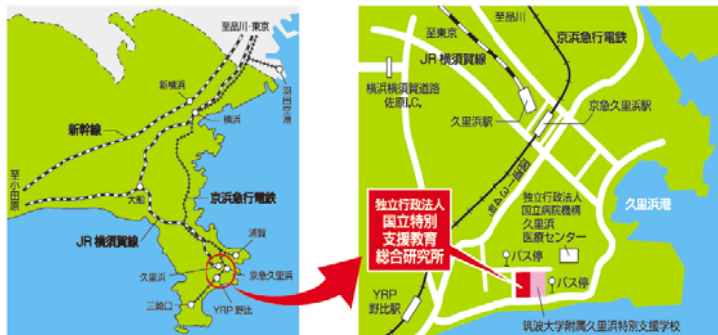 至品川・東京
新横浜
羽田空港
新幹線
横浜
至小田原
大船
京浜急行電鉄
JR 横須賀線
浦賀
久里浜
京急久里浜
三崎口
YRP 野比
至品川
至東京
京浜急行電鉄
JR 横須賀線
横浜横須賀道路
佐原I.C.
久里浜駅
京急久里浜駅
国道134号
独立行政法人
国立特別
支援教育
総合研究所
独立行政法人
国立病院機構
久里浜
医療センター
久里浜港
バス停
バス停
YRP
野比駅
筑波大学附属久里浜特別支援学校